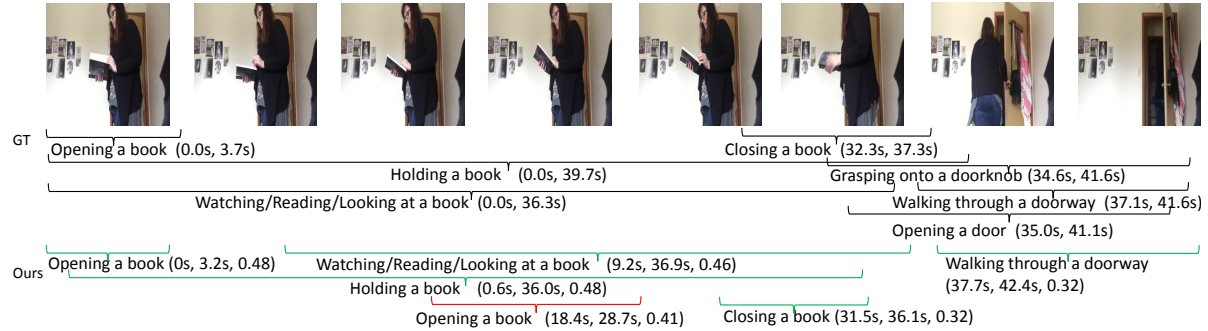 GT
Opening a book (0.0s, 3.7s)
Closing a book (32.3s, 37.3s)
Holding a book (0.0s, 39.7s)
Grasping onto a doorknob (34.6s, 41.6s)
Watching/Reading/Looking at a book (0.0s, 36.3s)
Walking through a doorway (37.1s, 41.6s)
Opening a door (35.0s, 41.1s)
Ours
Opening a book (0s, 3.2s, 0.48)
Watching/Reading/Looking at a book (9.2s, 36.9s, 0.46)
Walking through a doorway
(37.7s, 42.4s, 0.32)
Holding a book (0.6s, 36.0s, 0.48)
Opening a book (18.4s, 28.7s, 0.41)
Closing a book (31.5s, 36.1s, 0.32)